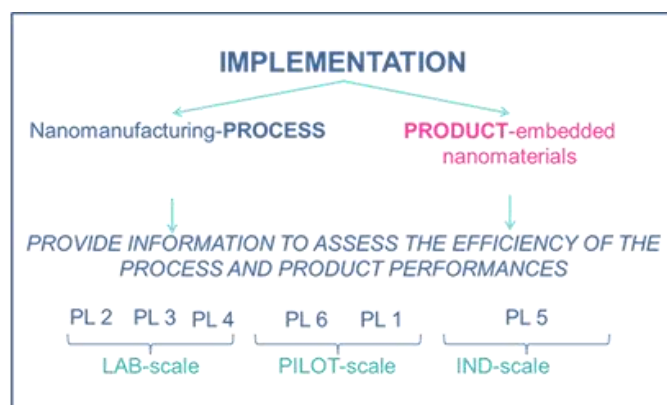 IMPLEMENTATION
Nanomanufacturing-PROCESS
PRODUCT-embedded
nanomaterials
PROVIDE INFORMATION TO ASSESS THE EFFICIENCY OF THE
PROCESS AND PRODUCT PERFORMANCES
PL 2 PL 3 PL 4 PL 6 PL 1 PL 5
LAB-scale PILOT-scale IND-scale